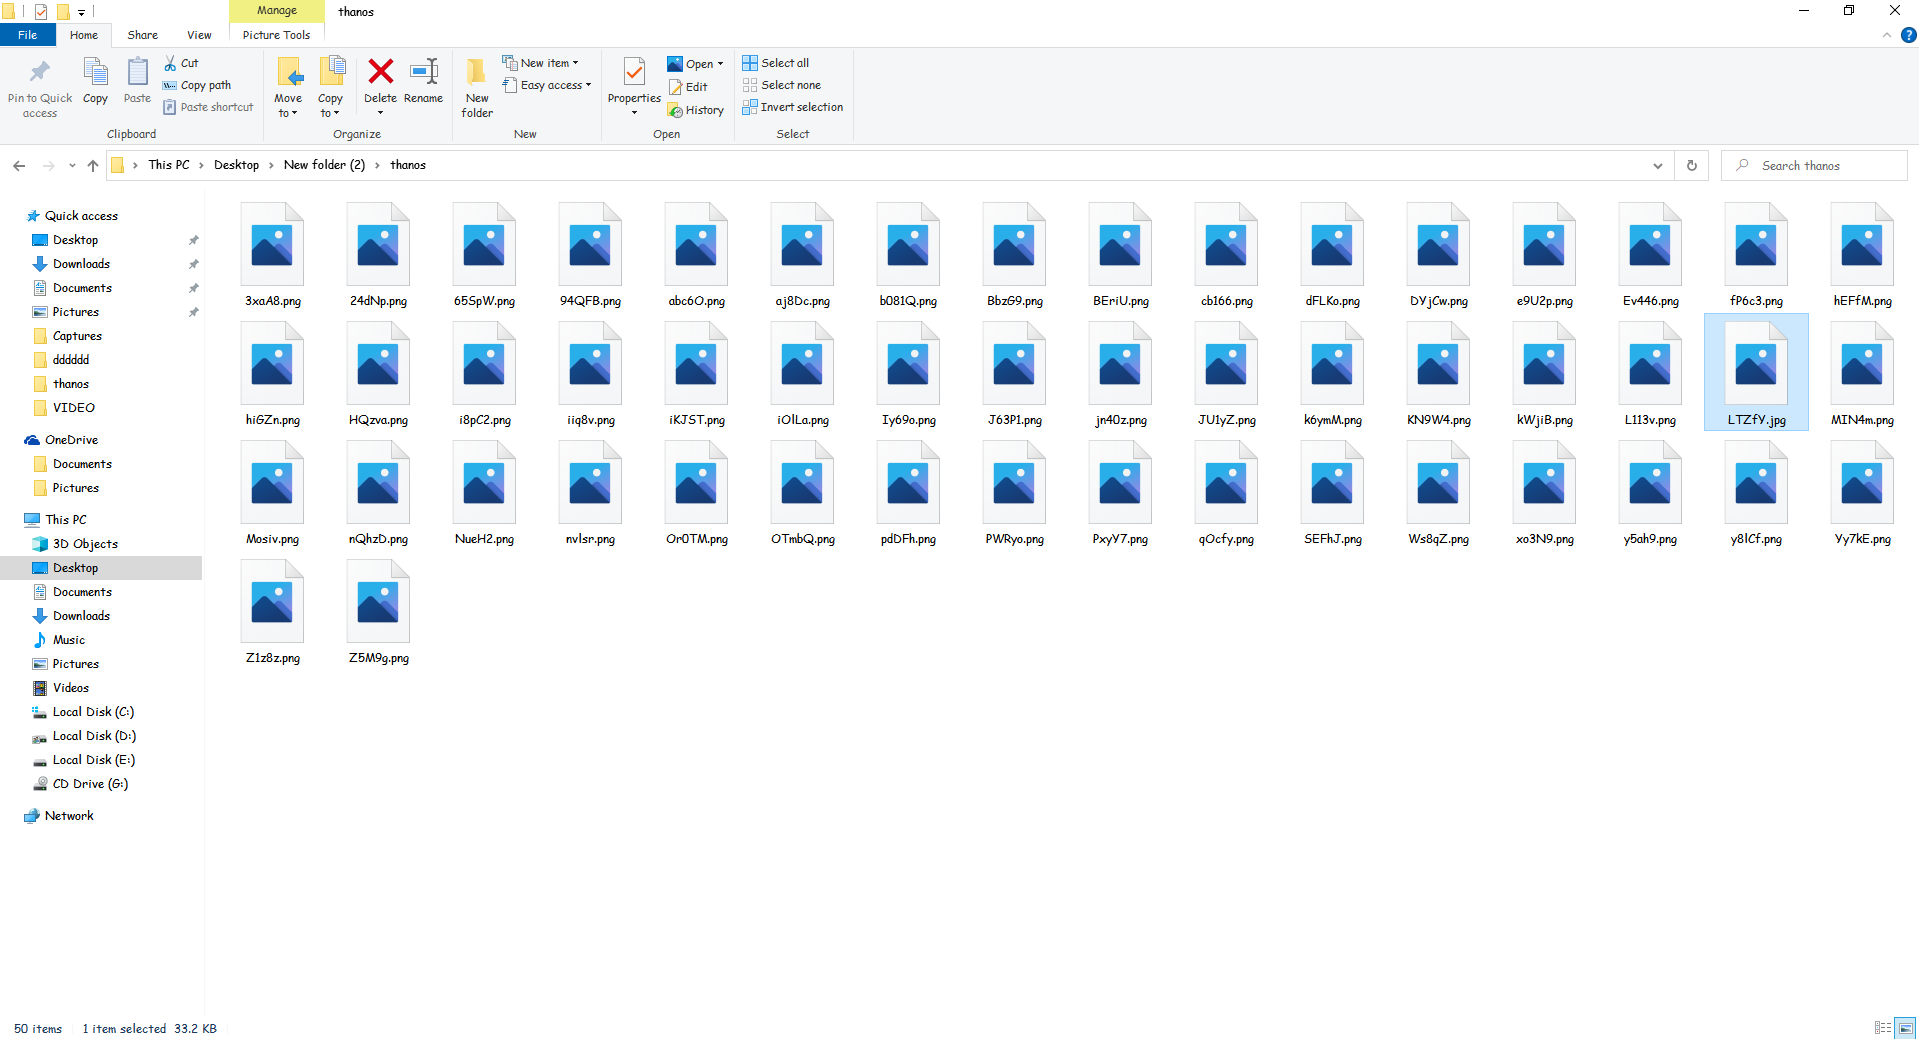 Manage
thanos
File
Home
Share
View
Picture Tools
Pin to Quick access
Copy
Paste
Cut
Copy path
Paste shortcut
Clipboard
Move to
Copy to
Delete
Rename
Organize
New folder
New item
Easy access
New
Properties
Open
Edit
History
Open
Select all
Select none
Invert selection
Select
This PC > Desktop > New folder (2) > thanos
Search thanos
Quick access
Desktop
Downloads
Documents
Pictures
Captures
dddddd
thanos
VIDEO
OneDrive
Documents
Pictures
This PC
3D Objects
Desktop
Documents
Downloads
Music
Pictures
Videos
Local Disk (C:)
Local Disk (D:)
Local Disk (E:)
CD Drive (G:)
Network
3xaA8.png 24dNp.png 65SpW.png 94QFB.png abc6O.png aj8Dc.png b081Q.png BbzG9.png BEriU.png cb166.png dFLKo.png DYjCw.png e9U2p.png Ev446.png fP6c3.png hEFfM.png
hiGZn.png HQzva.png i8pC2.png iiq8v.png iKJST.png iOlLa.png Iy69o.png J63P1.png jn40z.png JU1yZ.png k6ymM.png KN9W4.png kWjiB.png L113v.png LTZfY.jpg MIN4m.png
Mosiv.png nQhzD.png NueH2.png nvlsr.png Or0TM.png OTmbQ.png pdDFh.png PWRyo.png PxyY7.png qOcfy.png SEFhJ.png Ws8qZ.png xo3N9.png y5ah9.png y8lCf.png Yy7kE.png
Z1z8z.png Z5M9g.png
50 items 1 item selected 33.2 KB